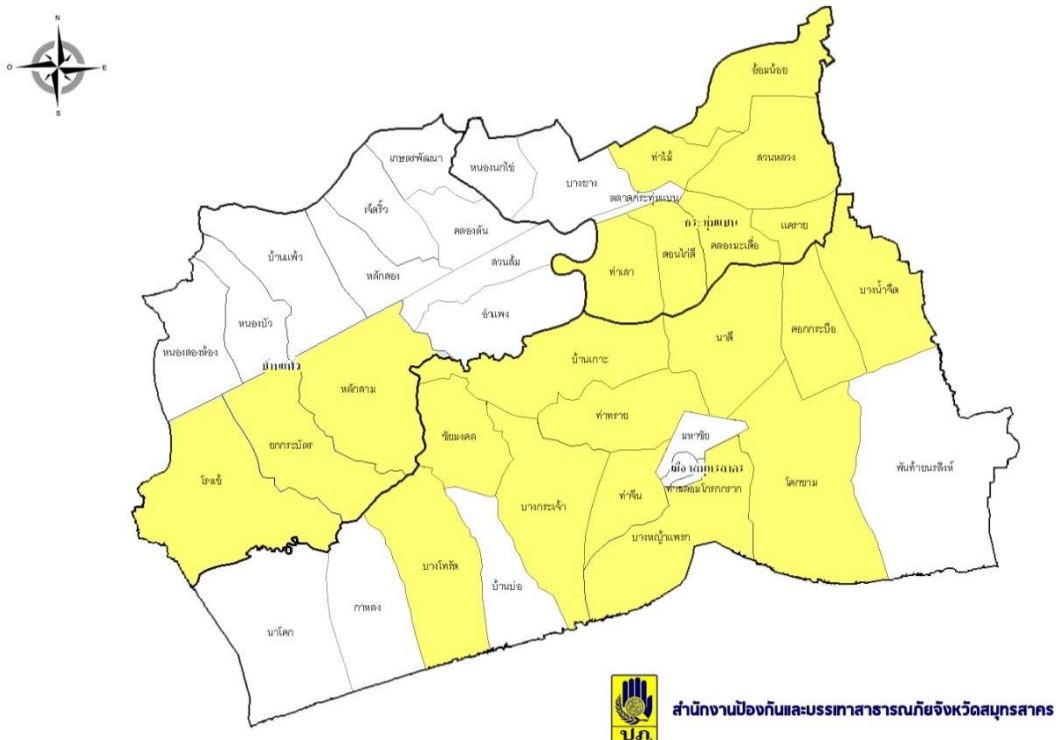 N
O
E
S
อ้อมน้อย
ท่าไม้
สวนหลวง
เกษตรพัฒนา
หนองนกไข่
บางยาง
ตลาดกระทุ่มแบน
เจ็ดริ้ว
คลองตัน
กระทุ่มแบน
แคราย
บ้านแพ้ว
หลักสอง
สวนส้ม
ท่าเสา
ดอนไก่ดี
คลองมะเดื่อ
บางน้ำจืด
หนองบัว
อำแพง
นาดี
คอกกระบือ
หนองสองห้อง
บ้านแพ้ว
บ้านเกาะ
หลักสาม
ท่าทราย
ชัยมงคล
มหาชัย
ยกกระบัตร
โรงเข้
เมืองสมุทรสาคร
พันท้ายนรสิงห์
ท่าฉลอม
โกรกกราก
โคกขาม
บางกระเจ้า
ท่าจีน
บางหญ้าแพรก
บางโทรัด
บ้านบ่อ
กาหลง
นาโคก
ปภ.
สำนักงานป้องกันและบรรเทาสาธารณภัยจังหวัดสมุทรสาคร